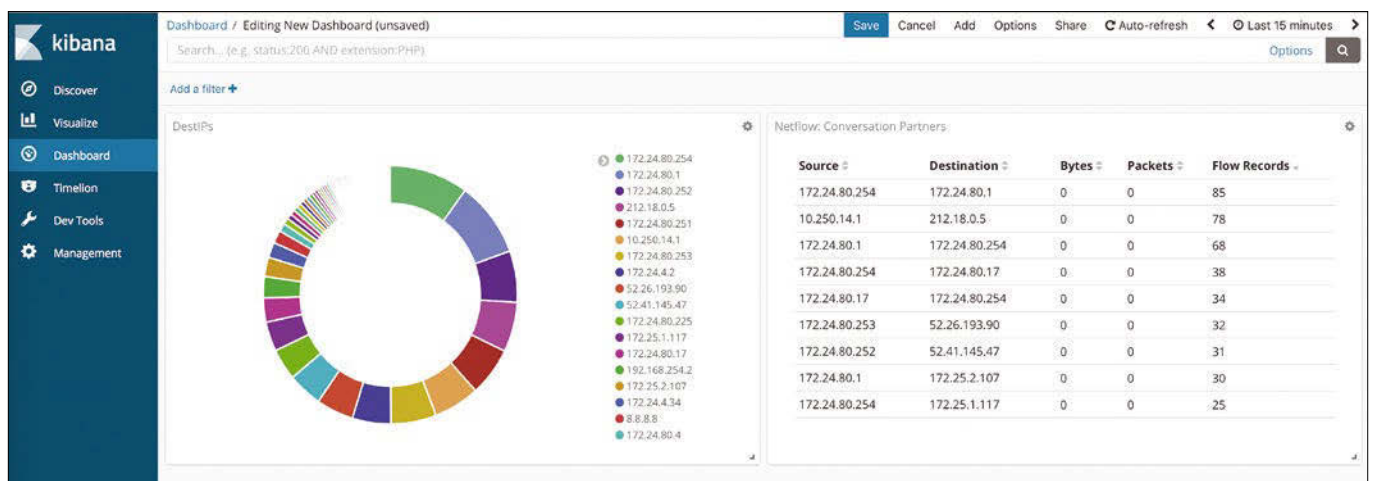 kibana
Discover
Visualize
Dashboard
Timelion
Dev Tools
Management
Dashboard / Editing New Dashboard (unsaved)
Save Cancel Add Options Share Auto-refresh Last 15 minutes
Search... (e.g. status:200 AND extension:PHP)
Options
Add a filter
DestIPs
172.24.80.254
172.24.80.1
172.24.80.252
212.18.0.5
172.24.80.251
10.250.14.1
172.24.80.253
172.24.4.2
52.26.193.90
52.41.145.47
172.24.80.225
172.25.1.117
172.24.80.17
192.168.254.2
172.25.2.107
172.24.4.34
8.8.8.8
172.24.80.4
Netflow: Conversation Partners
Source Destination Bytes Packets Flow Records
172.24.80.254 172.24.80.1 0 0 85
10.250.14.1 212.18.0.5 0 0 78
172.24.80.1 172.24.80.254 0 0 68
172.24.80.254 172.24.80.17 0 0 38
172.24.80.17 172.24.80.254 0 0 34
172.24.80.253 52.26.193.90 0 0 32
172.24.80.252 52.41.145.47 0 0 31
172.24.80.1 172.25.2.107 0 0 30
172.24.80.254 172.25.1.117 0 0 25